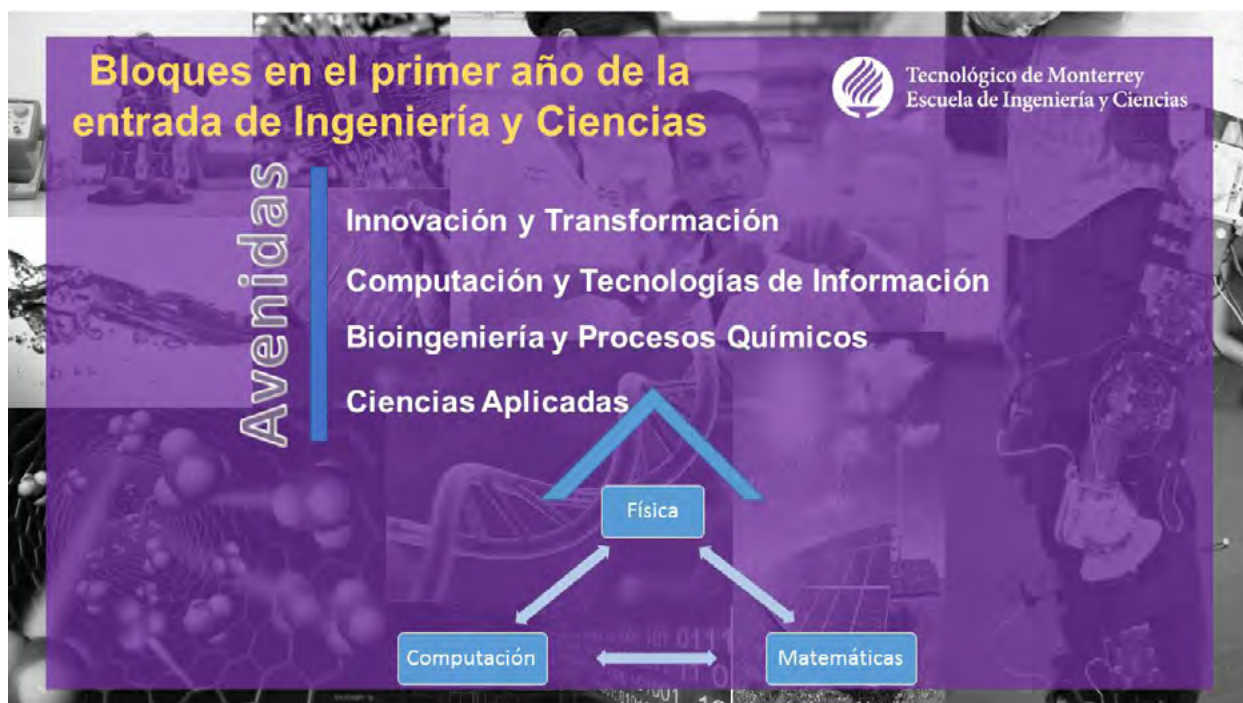 Bloques en el primer año de la
entrada de Ingeniería y Ciencias
Tecnológico de Monterrey
Escuela de Ingeniería y Ciencias
Avenidas
Innovación y Transformación
Computación y Tecnologías de Información
Bioingeniería y Procesos Químicos
Ciencias Aplicadas
Física
Computación
Matemáticas